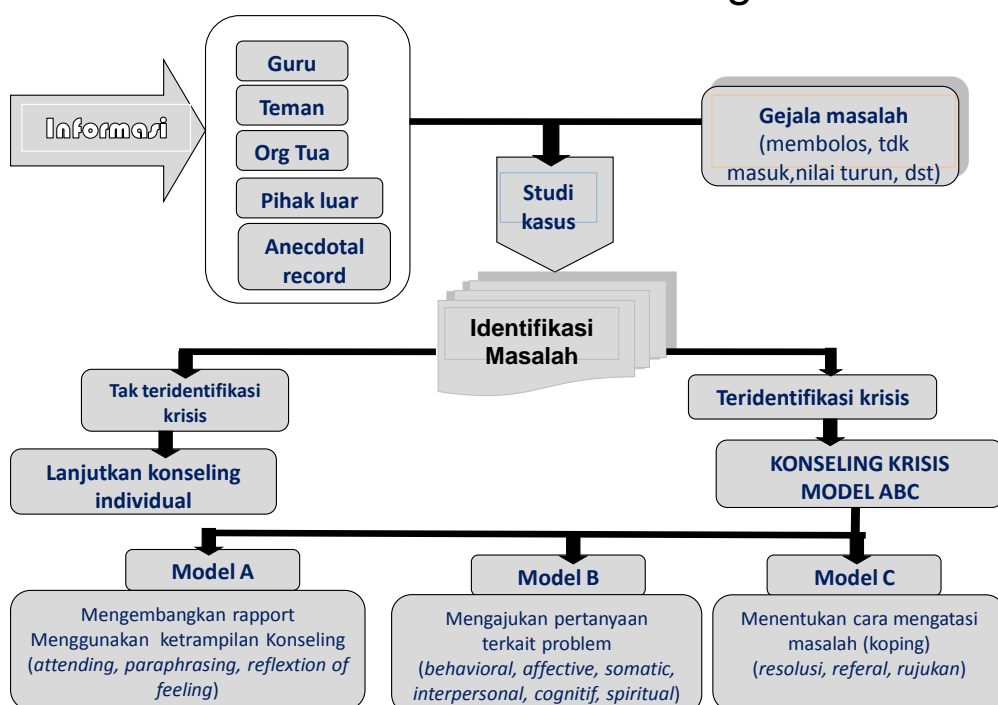 Informasi
Guru
Teman
Org Tua
Pihak luar
Anecdotal
record
Gejala masalah
(membolos, tdk
masuk,nilai turun, dst)
Studi
kasus
Identifikasi
Masalah
Tak teridentifikasi
krisis
Teridentifikasi krisis
Lanjutkan konseling
individual
KONSELING KRISIS
MODEL ABC
Model A
Mengembangkan rapport
Menggunakan ketrampilan Konseling
(attending, paraphrasing, reflextion of
feeling)
Model B
Mengajukan pertanyaan
terkait problem
(behavioral, affective, somatic,
interpersonal, cognitif, spiritual)
Model C
Menentukan cara mengatasi
masalah (koping)
(resolusi, referal, rujukan)